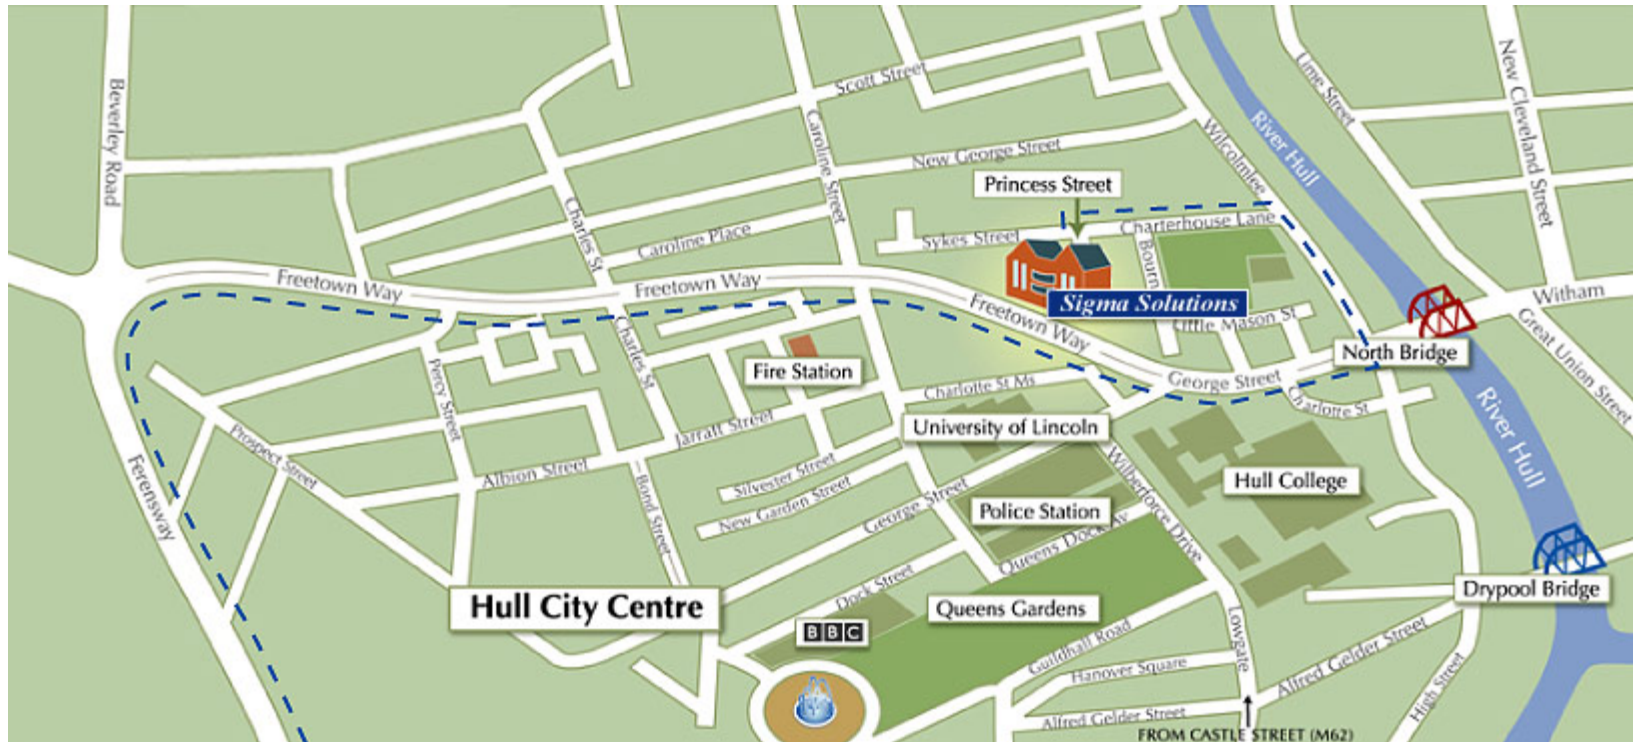 Scott Street
Lime Street
New Cleveland Street
Beverley Road
Caroline Street
River Hull
Wilcolmlee
New George Street
Princess Street
Charles St
Caroline Place
Sykes Street
Charterhouse Lane
Bourn
Freetown Way
Freetown Way
Freetown Way
Sigma Solutions
Witham
Little Mason St
North Bridge
Great Union Street
Charles St
Percy Street
Fire Station
Charlotte St Ms
George Street
Charlotte St
River Hull
Jarratt Street
University of Lincoln
Prospect Street
Ferensway
Albion Street
Silvester Street
Wilberforce Drive
Hull College
Bond Street
New Garden Street
George Street
Police Station
Queens Dock Av
Dock Street
Drypool Bridge
Hull City Centre
Queens Gardens
BBC
Guildhall Road
Lowgate
Hanover Square
Alfred Gelder Street
High Street
Alfred Gelder Street
FROM CASTLE STREET (M62)